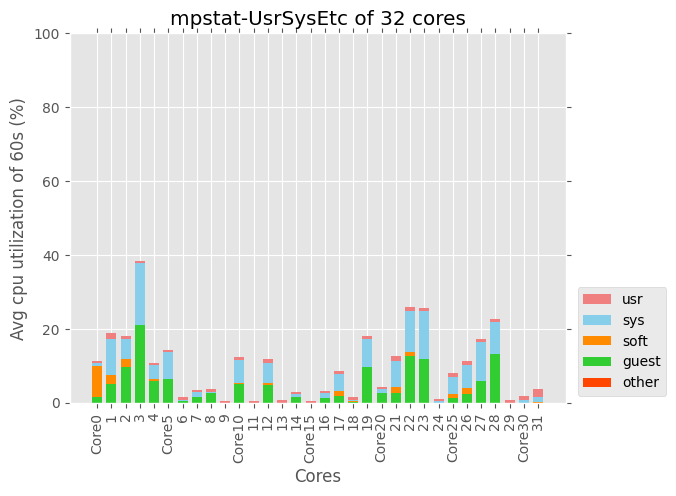 mpstat-UsrSysEtc of 32 cores
Avg cpu utilization of 60s (%)
100
80
60
40
20
0
Core0
1
2
3
4
Core5
6
7
8
9
Core10
11
12
13
14
Core15
16
17
18
19
Core20
21
22
23
24
Core25
26
27
28
29
Core30
31
Cores
usr
sys
soft
guest
other